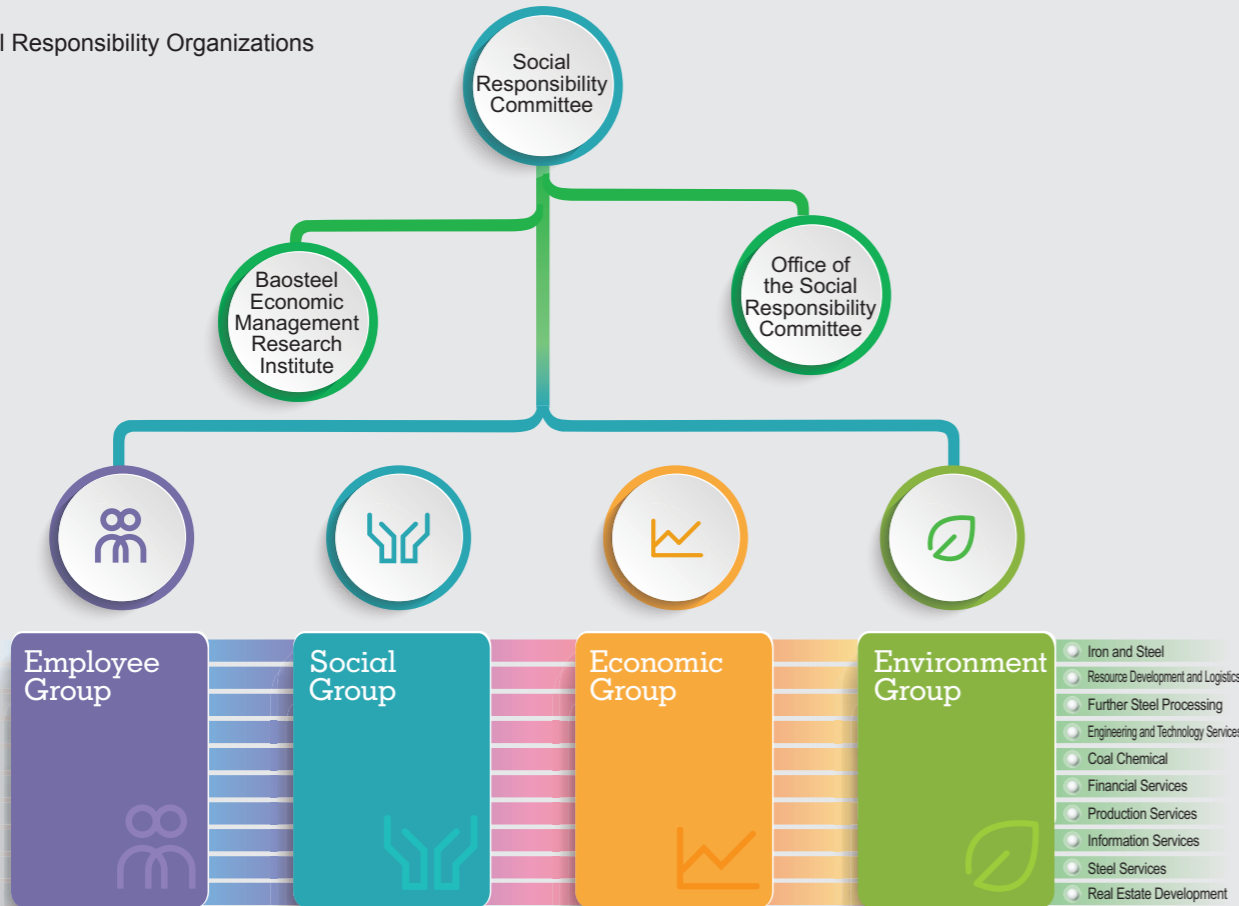 l Responsibility Organizations
Social
Responsibility
Committee
Baosteel
Economic
Management
Research
Institute
Office of
the Social
Responsibility
Committee
Employee
Group
Social
Group
Economic
Group
Environment
Group
Iron and Steel
Resource Development and Logistics
Further Steel Processing
Engineering and Technology Services
Coal Chemical
Financial Services
Production Services
Information Services
Steel Services
Real Estate Development